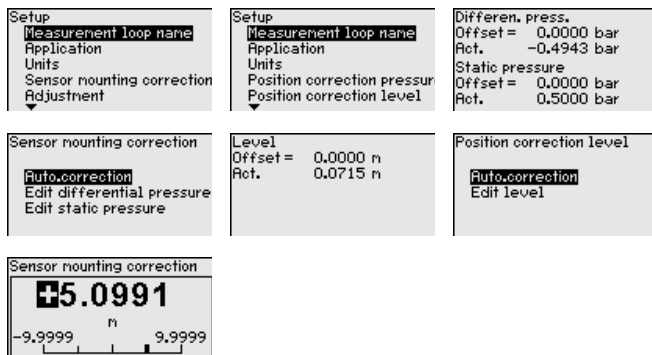 Setup
Measurement loop name
Application
Units
Sensor mounting correction
Adjustment
Setup
Measurement loop name
Application
Units
Position correction pressur
Position correction level
Differen. press.
Offset = 0.0000 bar
Act. -0.4943 bar
Static pressure
Offset = 0.0000 bar
Act. 0.5000 bar
Sensor mounting correction
Auto.correction
Edit differential pressure
Edit static pressure
Level
Offset = 0.0000 m
Act. 0.0715 m
Position correction level
Auto.correction
Edit level
Sensor mounting correction
+5.0991
m
-9.9999 9.9999